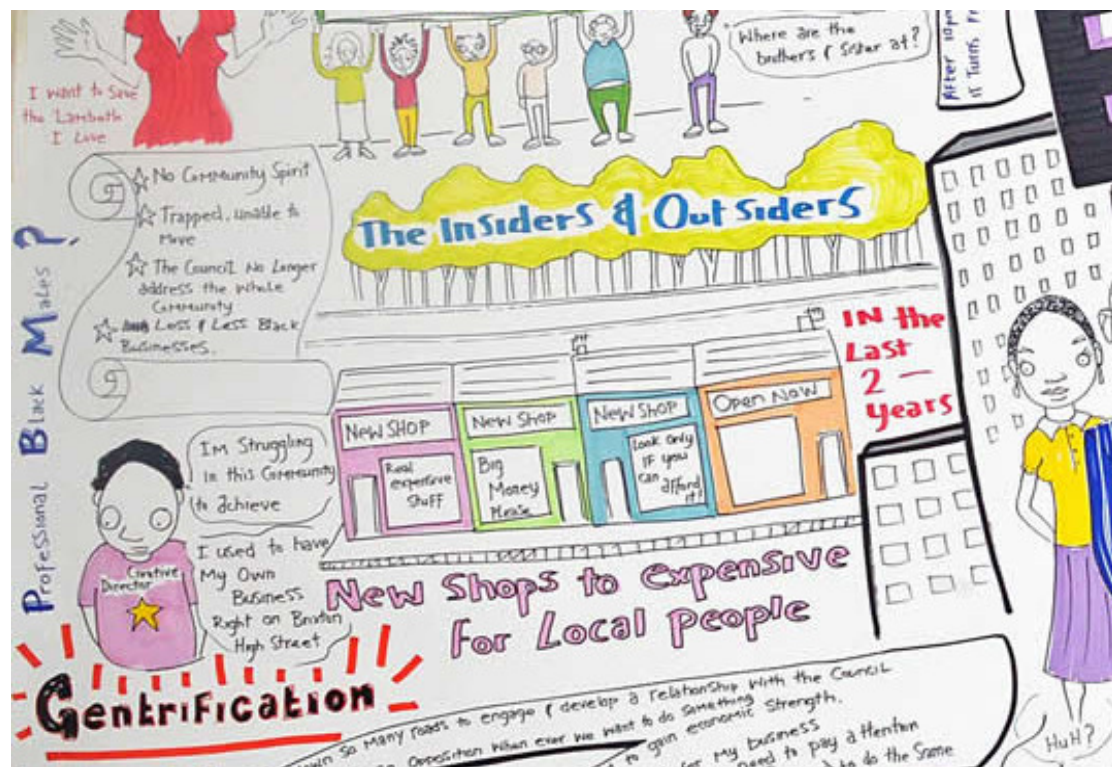 I want to Save
the Lambeth
I Love
Where are the
brothers & Sister at?
After 10pm
IT Turns
No Community Spirit
Trapped, unable to
Move
The Council No Longer
address the whole
Community
Less & Less Black
Businesses.
Professional Black Males?
The Insiders & Outsiders
IN the
Last
2 —
Years
NEW SHOP
Real
expensive
Stuff
New Shop
Big
Money
Please
New Shop
Look only
IF you
can afford
it!
Open Now
I'm Struggling
in this Community
to achieve
Creative
Director
I used to have
My Own
Business
Right on Brixton
High Street
New Shops to expensive
for Local people
Gentrification
so many roads to engage & develop a relationship with the Council
Opposition when ever we want to do something
to gain economic strength.
My business
need to pay attention
to do the Same
HuH?